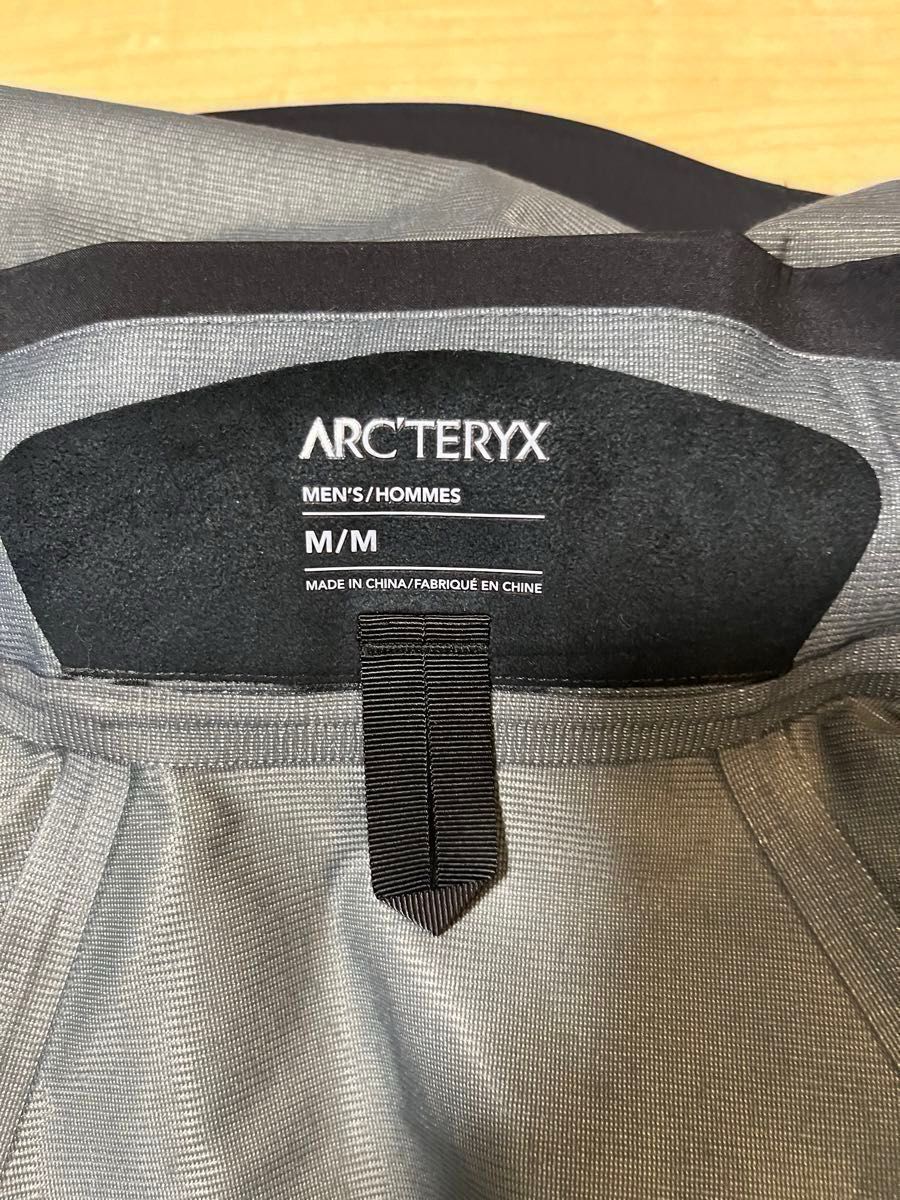 ARC'TERYX
MEN'S/HOMMES
M/M
MADE IN CHINA/FABRIQUÉ EN CHINE